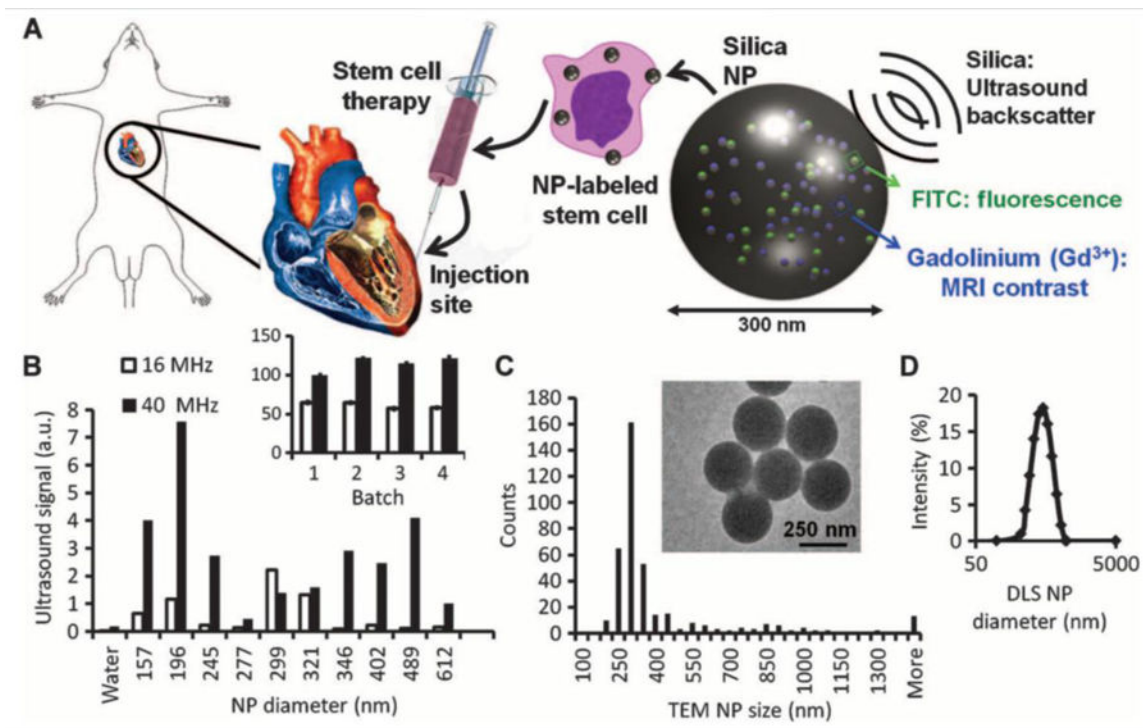 A
Stem cell
therapy
Injection
site
NP-labeled
stem cell
Silica
NP
Silica:
Ultrasound
backscatter
FITC: fluorescence
Gadolinium (Gd³⁺):
MRI contrast
300 nm
B
16 MHz
40 MHz
Ultrasound signal (a.u.)
8
7
6
5
4
3
2
1
0
Water
157
196
245
277
299
321
346
402
489
612
NP diameter (nm)
150
100
50
0
1 2 3 4
Batch
C
Counts
180
160
140
120
100
80
60
40
20
0
100
250
400
550
700
850
1000
1150
1300
More
TEM NP size (nm)
250 nm
D
Intensity (%)
20
15
10
5
0
50 5000
DLS NP
diameter (nm)